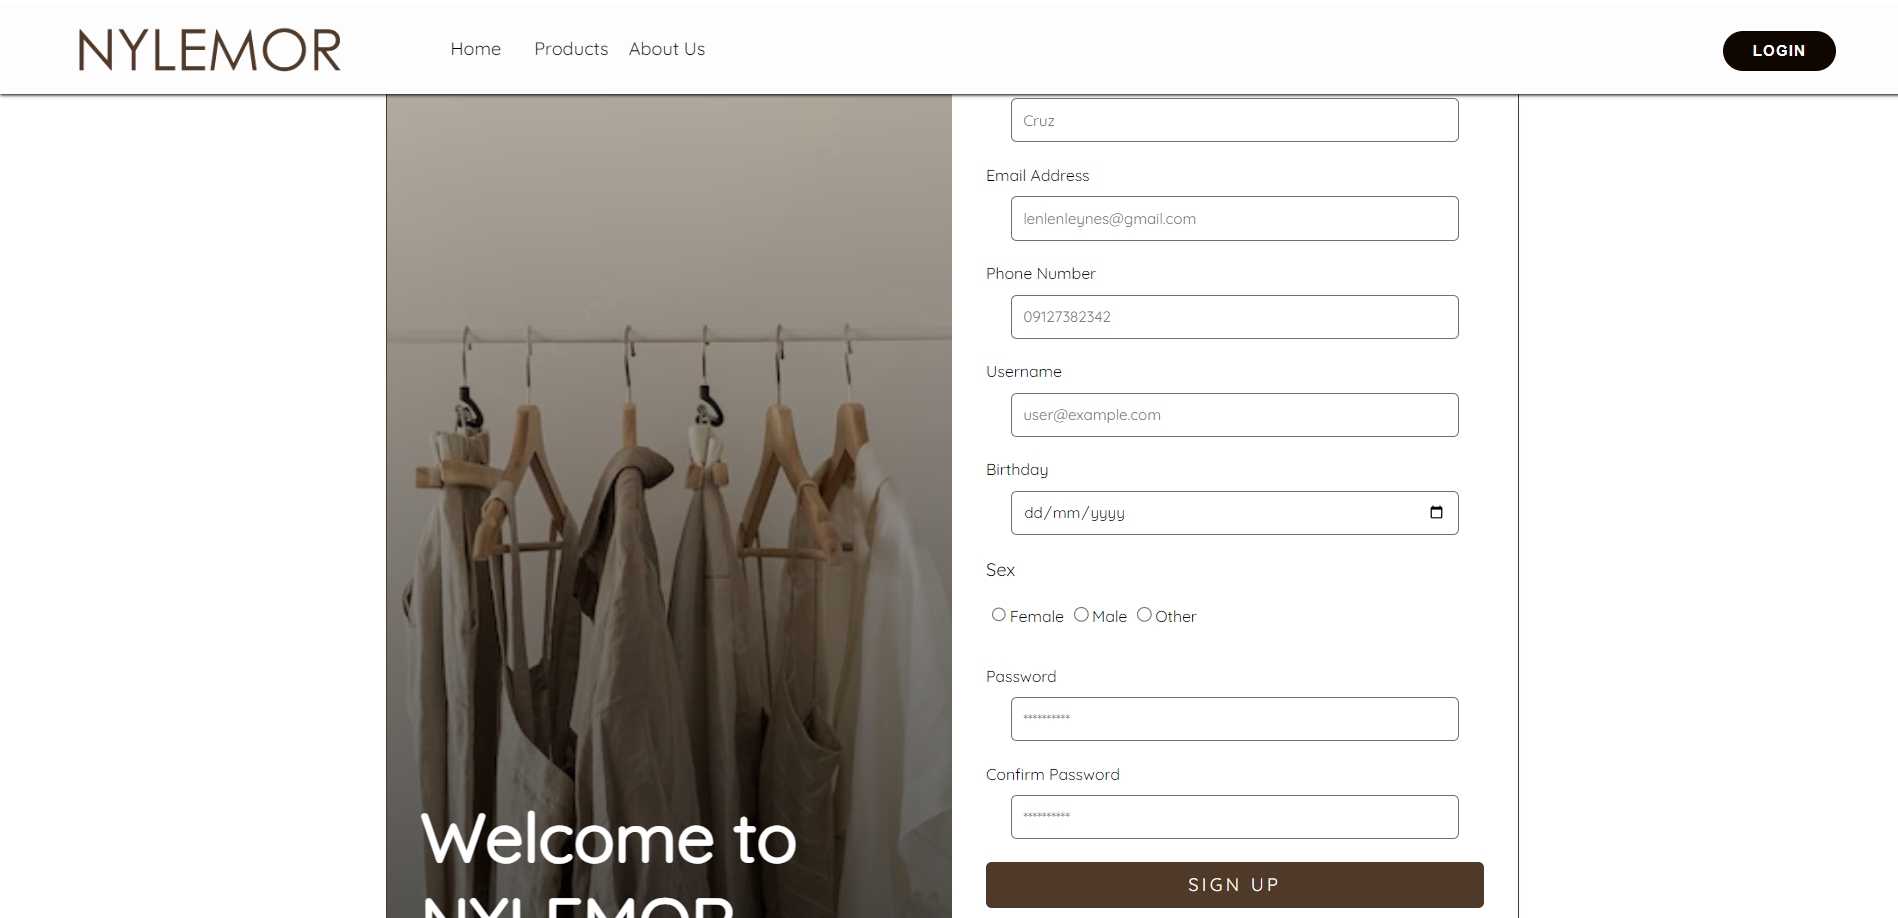 NYLEMOR
Home Products About Us
LOGIN
Cruz
Email Address
lenlenleynes@gmail.com
Phone Number
09127382342
Username
user@example.com
Birthday
dd/mm/yyyy
Sex
Female Male Other
Password
**********
Confirm Password
**********
SIGN UP
Welcome to
NYLEMOR